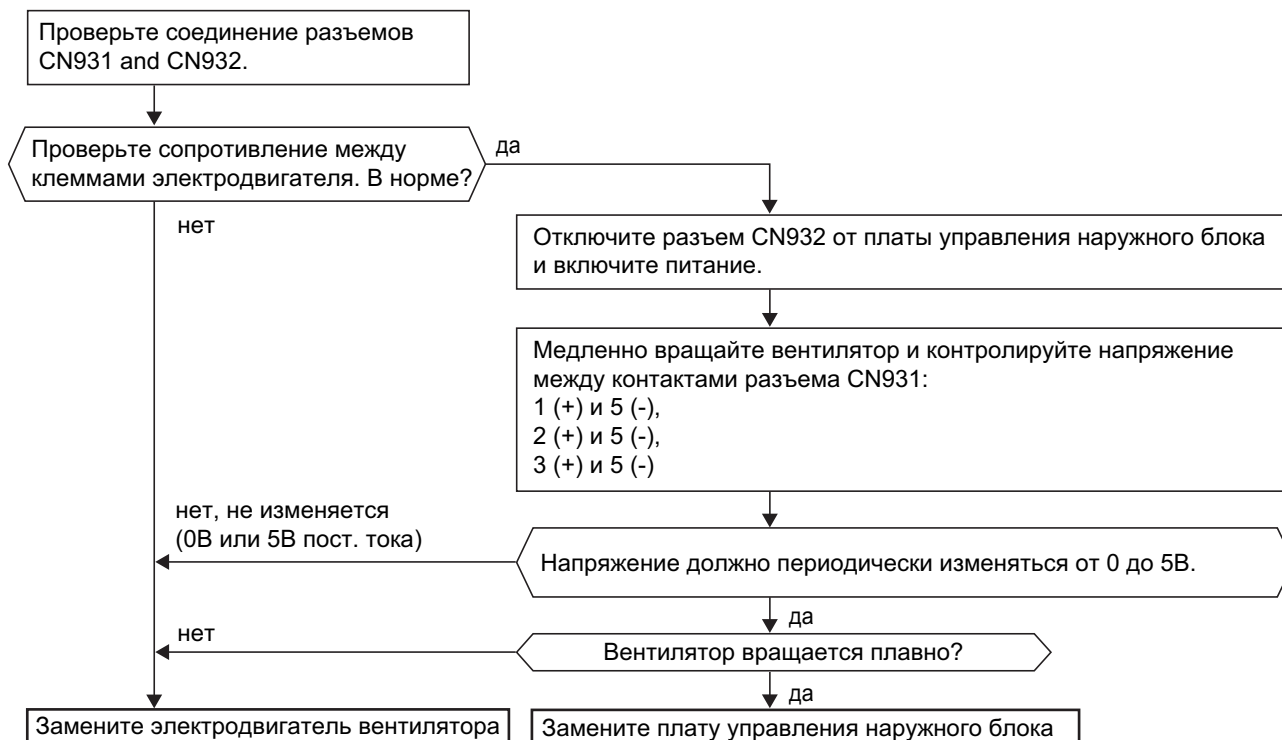 Проверьте соединение разъемов
CN931 and CN932.
Проверьте сопротивление между
клеммами электродвигателя. В норме?
да
нет
Отключите разъем CN932 от платы управления наружного блока
и включите питание.
Медленно вращайте вентилятор и контролируйте напряжение
между контактами разъема CN931:
1 (+) и 5 (-),
2 (+) и 5 (-),
3 (+) и 5 (-)
нет, не изменяется
(0В или 5В пост. тока)
Напряжение должно периодически изменяться от 0 до 5В.
да
нет
Вентилятор вращается плавно?
да
Замените электродвигатель вентилятора
Замените плату управления наружного блока